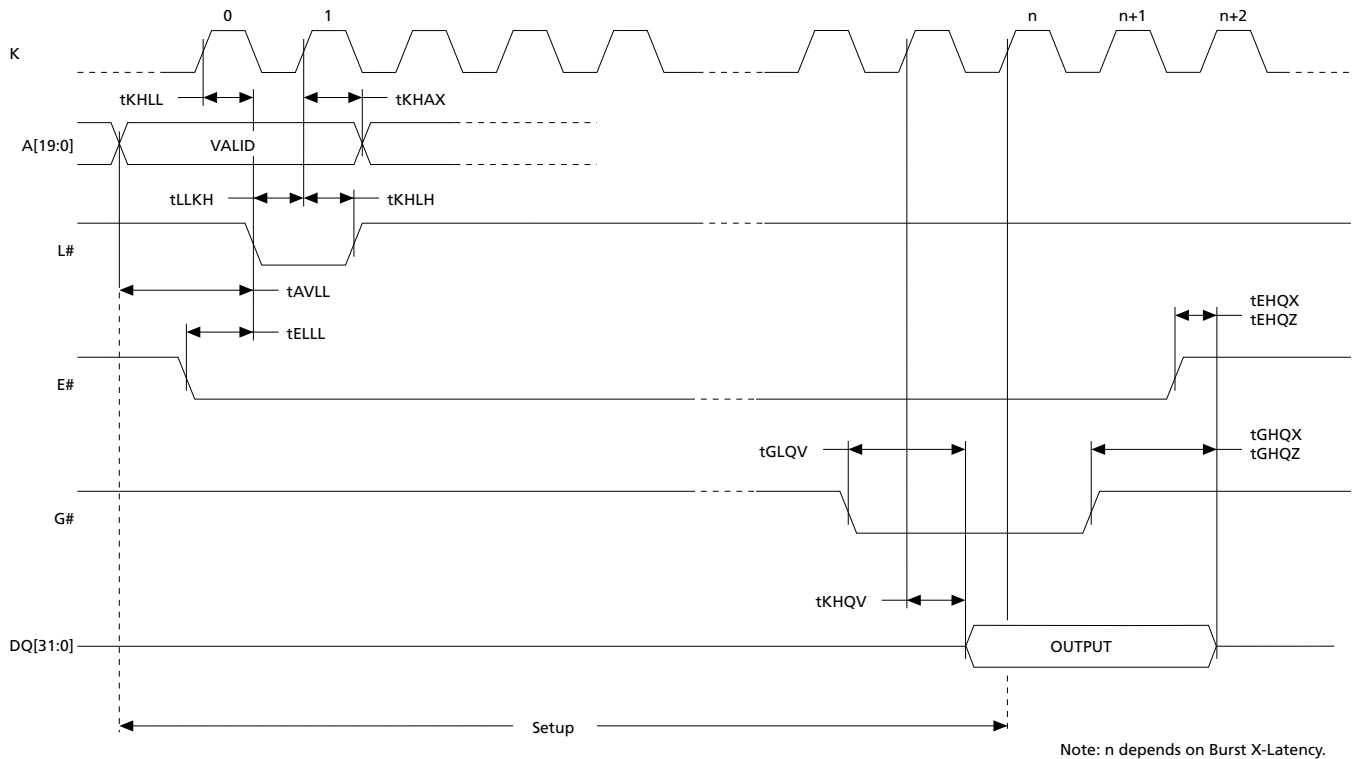 0 1 n n+1 n+2
K
tKHLL tKHAX
A[19:0] VALID
tLLKH tKHLH
L#
tAVLL
tEHQX
tEHQZ
tELLL
E#
tGHQX
tGHQZ
tGLQV
G#
tKHQV
DQ[31:0] OUTPUT
Setup
Note: n depends on Burst X-Latency.